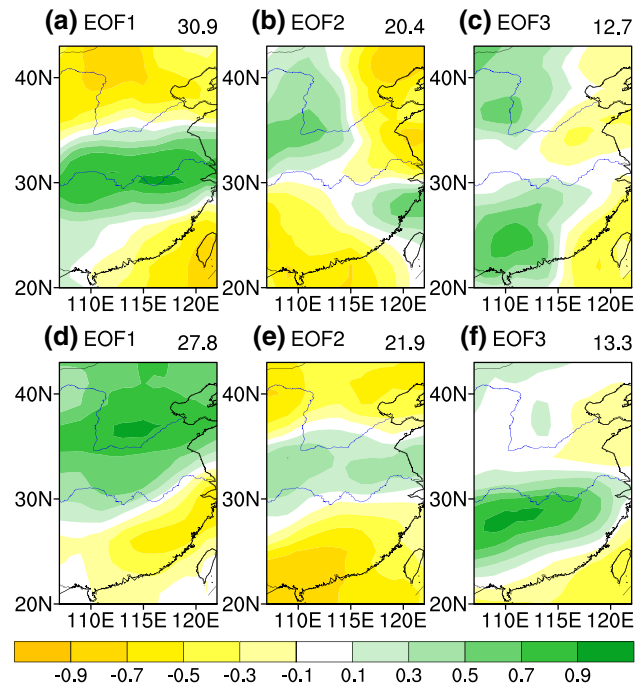 (a) EOF1 30.9 (b) EOF2 20.4 (c) EOF3 12.7
40N
30N
20N
110E 115E 120E 110E 115E 120E 110E 115E 120E
(d) EOF1 27.8 (e) EOF2 21.9 (f) EOF3 13.3
40N
30N
20N
110E 115E 120E 110E 115E 120E 110E 115E 120E
-0.9 -0.7 -0.5 -0.3 -0.1 0.1 0.3 0.5 0.7 0.9